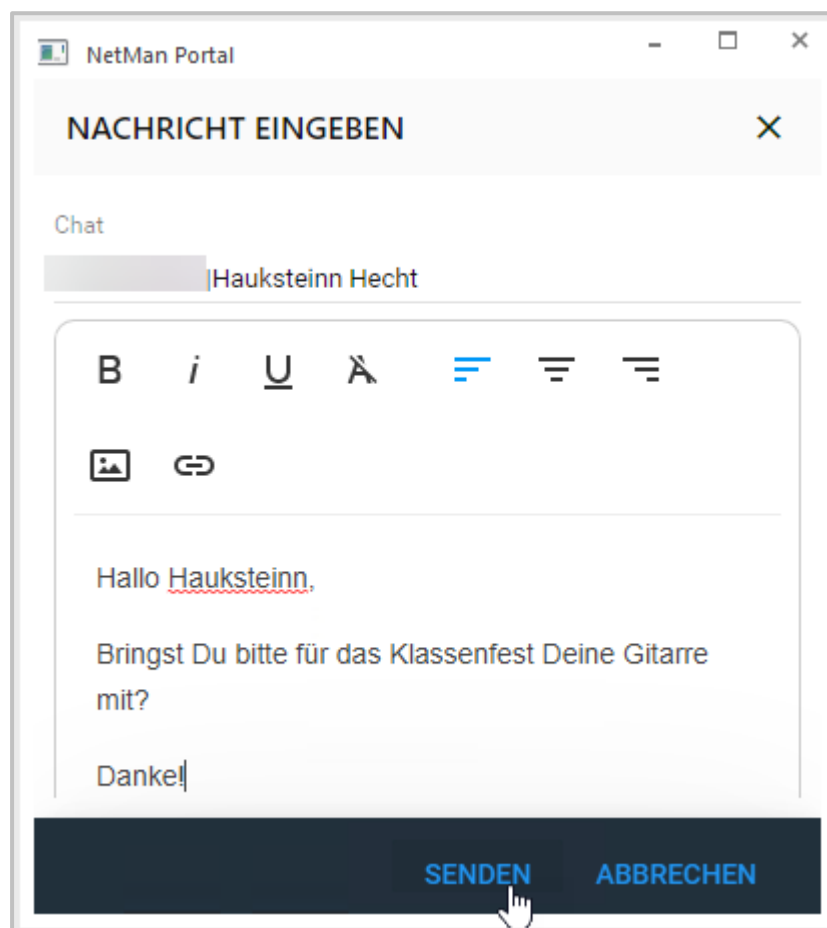 NetMan Portal
NACHRICHT EINGEBEN
Chat
|Hauksteinn Hecht
B i U A
Hallo Hauksteinn,
Bringst Du bitte für das Klassenfest Deine Gitarre
mit?
Danke!
SENDEN ABBRECHEN